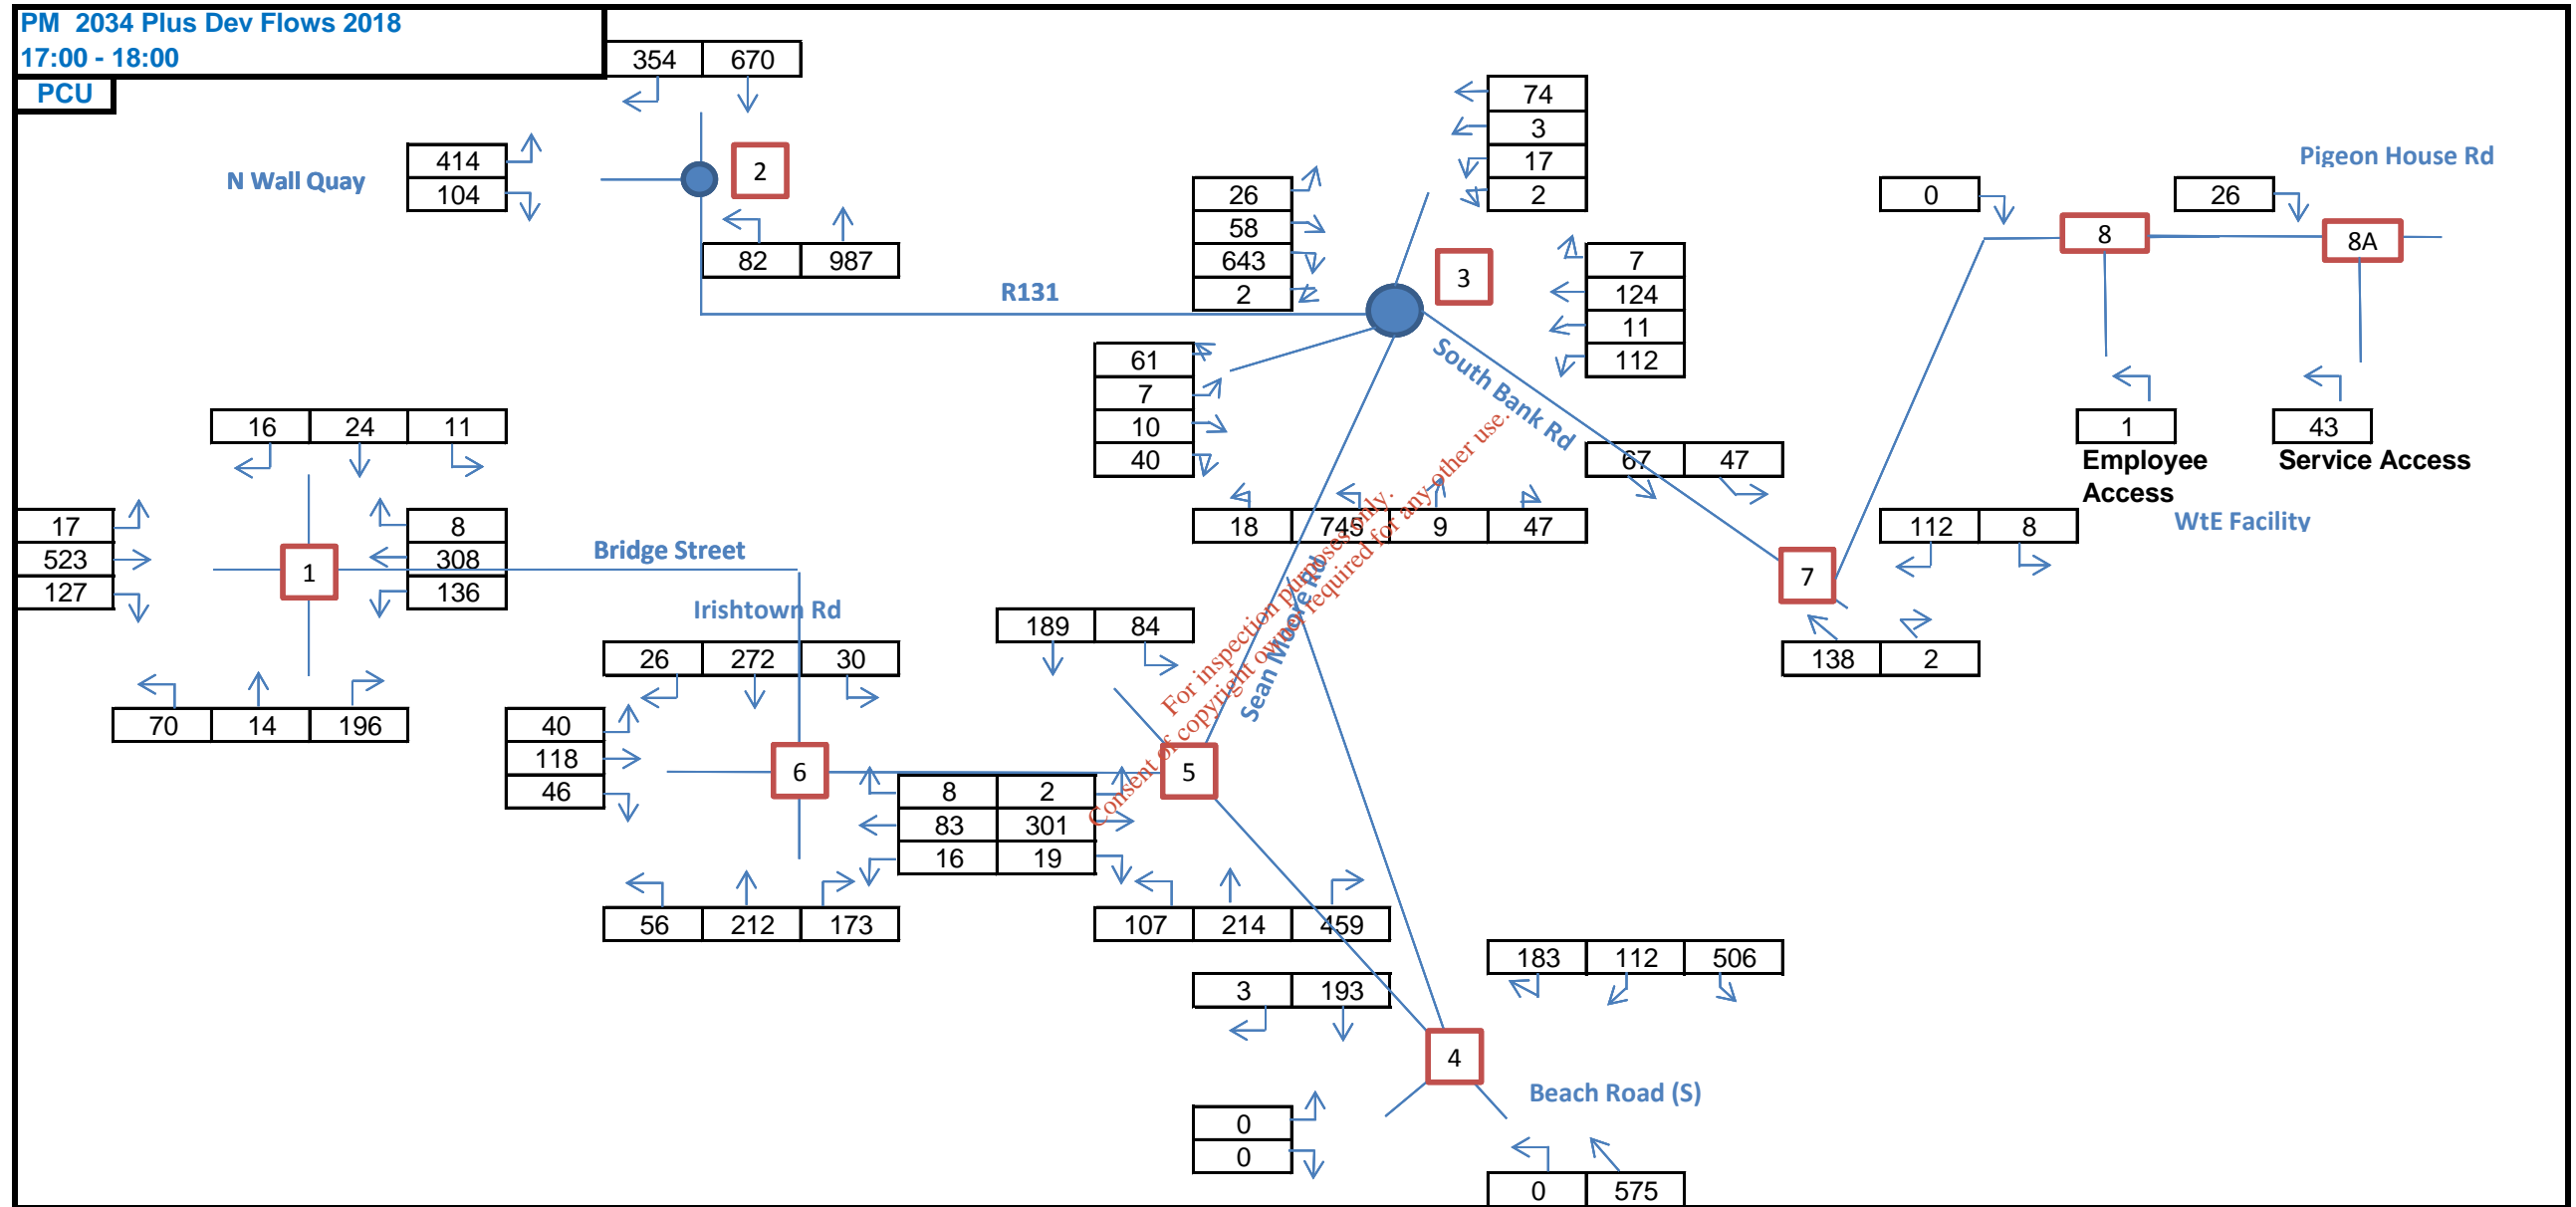 PM 2034 Plus Dev Flows 2018
17:00 - 18:00
PCU
354 670
74
3
17
2
N Wall Quay
414
104
2
82 987
R131
26
58
643
2
3
7
124
11
112
South Bank Rd
61
7
10
40
18 745 9 47
67 47
0
8
26
8A
Pigeon House Rd
1
Employee
Access
43
Service Access
WtE Facility
112 8
7
138 2
16 24 11
17
523
127
1
8
308
136
70 14 196
Bridge Street
Irishtown Rd
26 272 30
40
118
46
6
8 2
83 301
16 19
56 212 173
189 84
5
Sean Moore Rd
For inspection purposes only.
Consent of copyright owner required for any other use.
107 214 459
183 112 506
3 193
4
Beach Road (S)
0
0
0 575